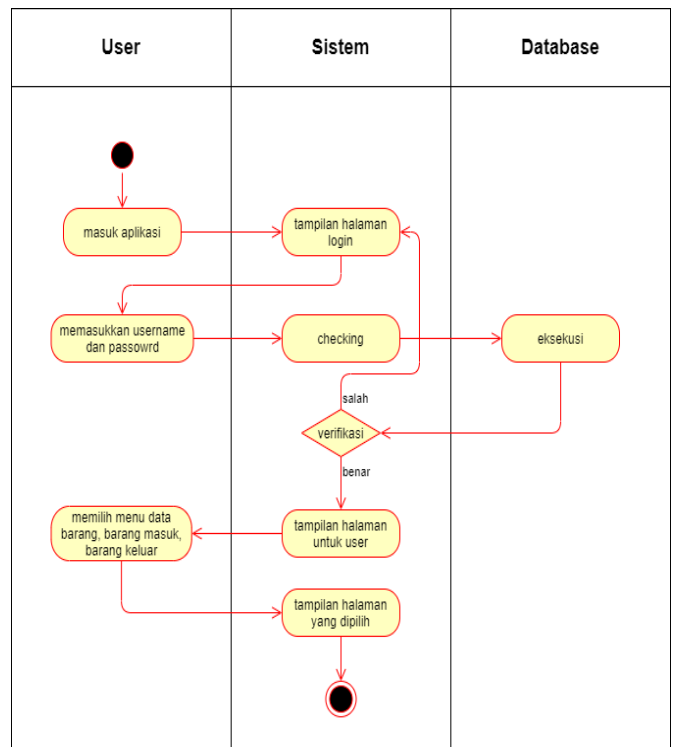 User
Sistem
Database
masuk aplikasi
tampilan halaman
login
memasukkan username
dan passowrd
checking
eksekusi
salah
verifikasi
benar
memilih menu data
barang, barang masuk,
barang keluar
tampilan halaman
untuk user
tampilan halaman
yang dipilih